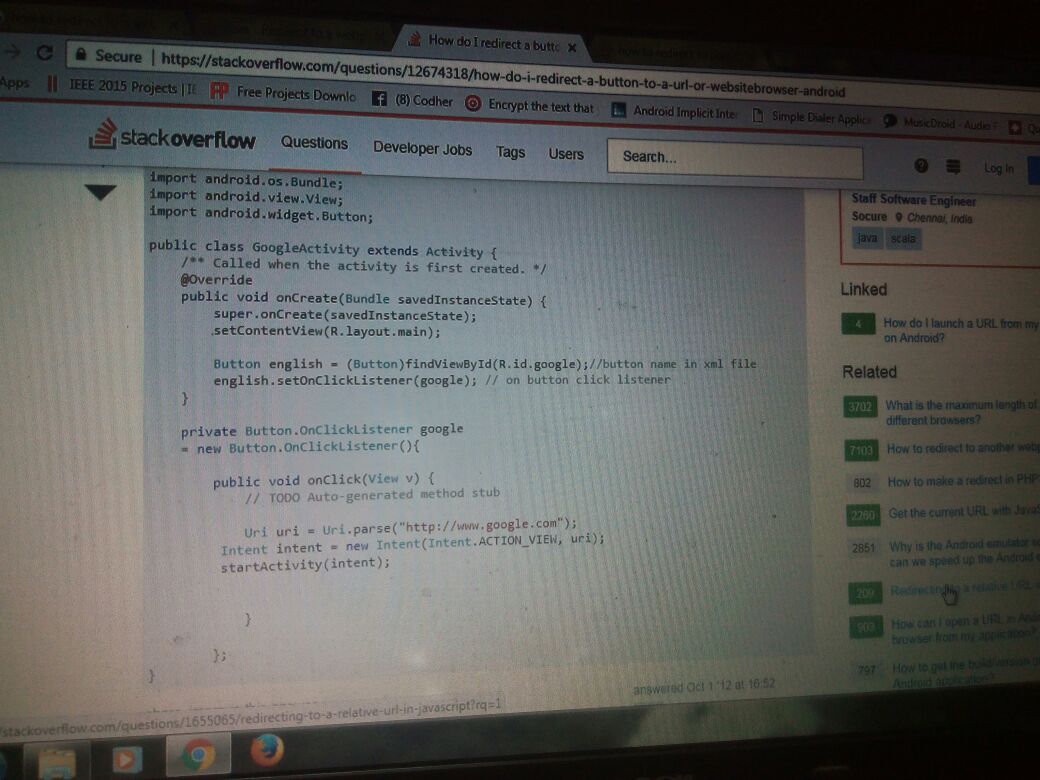 How do I redirect a butto
Secure | https://stackoverflow.com/questions/12674318/how-do-i-redirect-a-button-to-a-url-or-websitebrowser-android
Apps IEEE 2015 Projects | IE Free Projects Downlo (8) Codher Encrypt the text that Android Implicit Inte Simple Dialer Applica MusicDroid - Audio Qu
stackoverflow Questions Developer Jobs Tags Users Search... Log In
import android.os.Bundle;
import android.view.View;
import android.widget.Button;
public class GoogleActivity extends Activity {
/** Called when the activity is first created. */
@Override
public void onCreate(Bundle savedInstanceState) {
super.onCreate(savedInstanceState);
setContentView(R.layout.main);
Button english = (Button)findViewById(R.id.google);//button name in xml file
english.setOnClickListener(google); // on button click listener
}
private Button.OnClickListener google
= new Button.OnClickListener(){
public void onClick(View v) {
// TODO Auto-generated method stub
Uri uri = Uri.parse("http://www.google.com");
Intent intent = new Intent(Intent.ACTION_VIEW, uri);
startActivity(intent);
}
};
}
answered Oct 1 '12 at 16:52
Staff Software Engineer
Socure Chennai, India
java scala
Linked
4 How do I launch a URL from my
on Android?
Related
3702 What is the maximum length of
different browsers?
7103 How to redirect to another webp
802 How to make a redirect in PHP
2260 Get the current URL with JavaS
2851 Why is the Android emulator so
can we speed up the Android
209 Redirecting to a relative URL
903 How can I open a URL in And
browser from my application?
797 How to get the build/version
Android application?
/stackoverflow.com/questions/1655065/redirecting-to-a-relative-url-in-javascript?rq=1